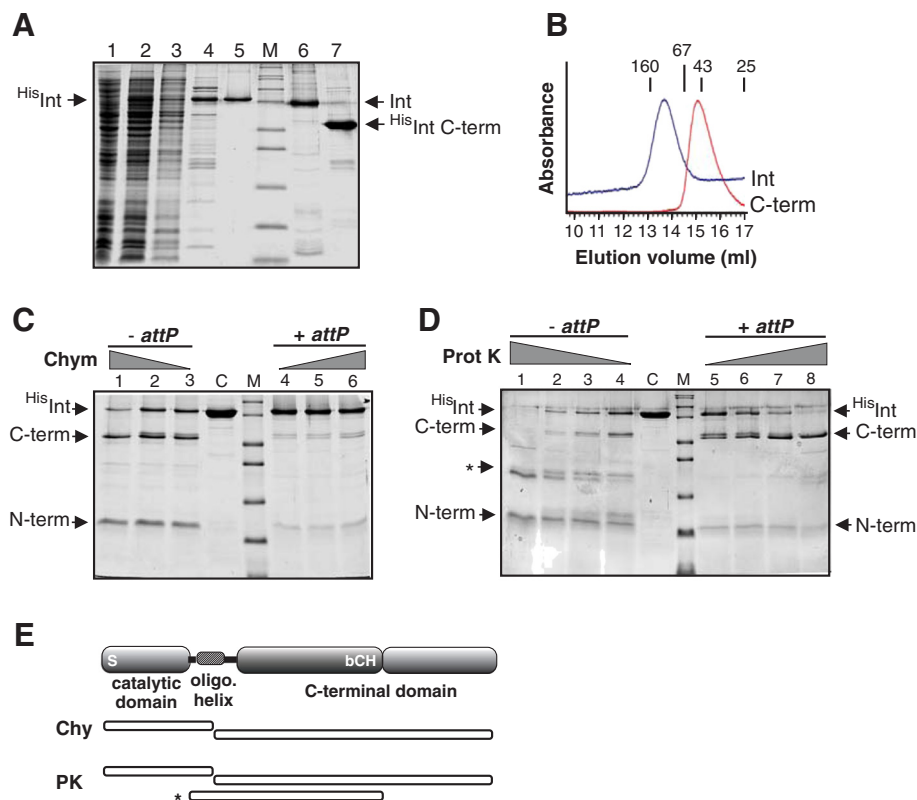 A
1 2 3 4 5 M 6 7
HisInt
Int
HisInt C-term
B
67
160 43 25
Absorbance
Int
C-term
10 11 12 13 14 15 16 17
Elution volume (ml)
C
- attP + attP
Chym
1 2 3 C M 4 5 6
HisInt
C-term
N-term
D
- attP + attP
Prot K
1 2 3 4 C M 5 6 7 8
HisInt
C-term
*
N-term
HisInt
C-term
N-term
E
S bCH
catalytic domain
oligo. helix
C-terminal domain
Chy
PK
*